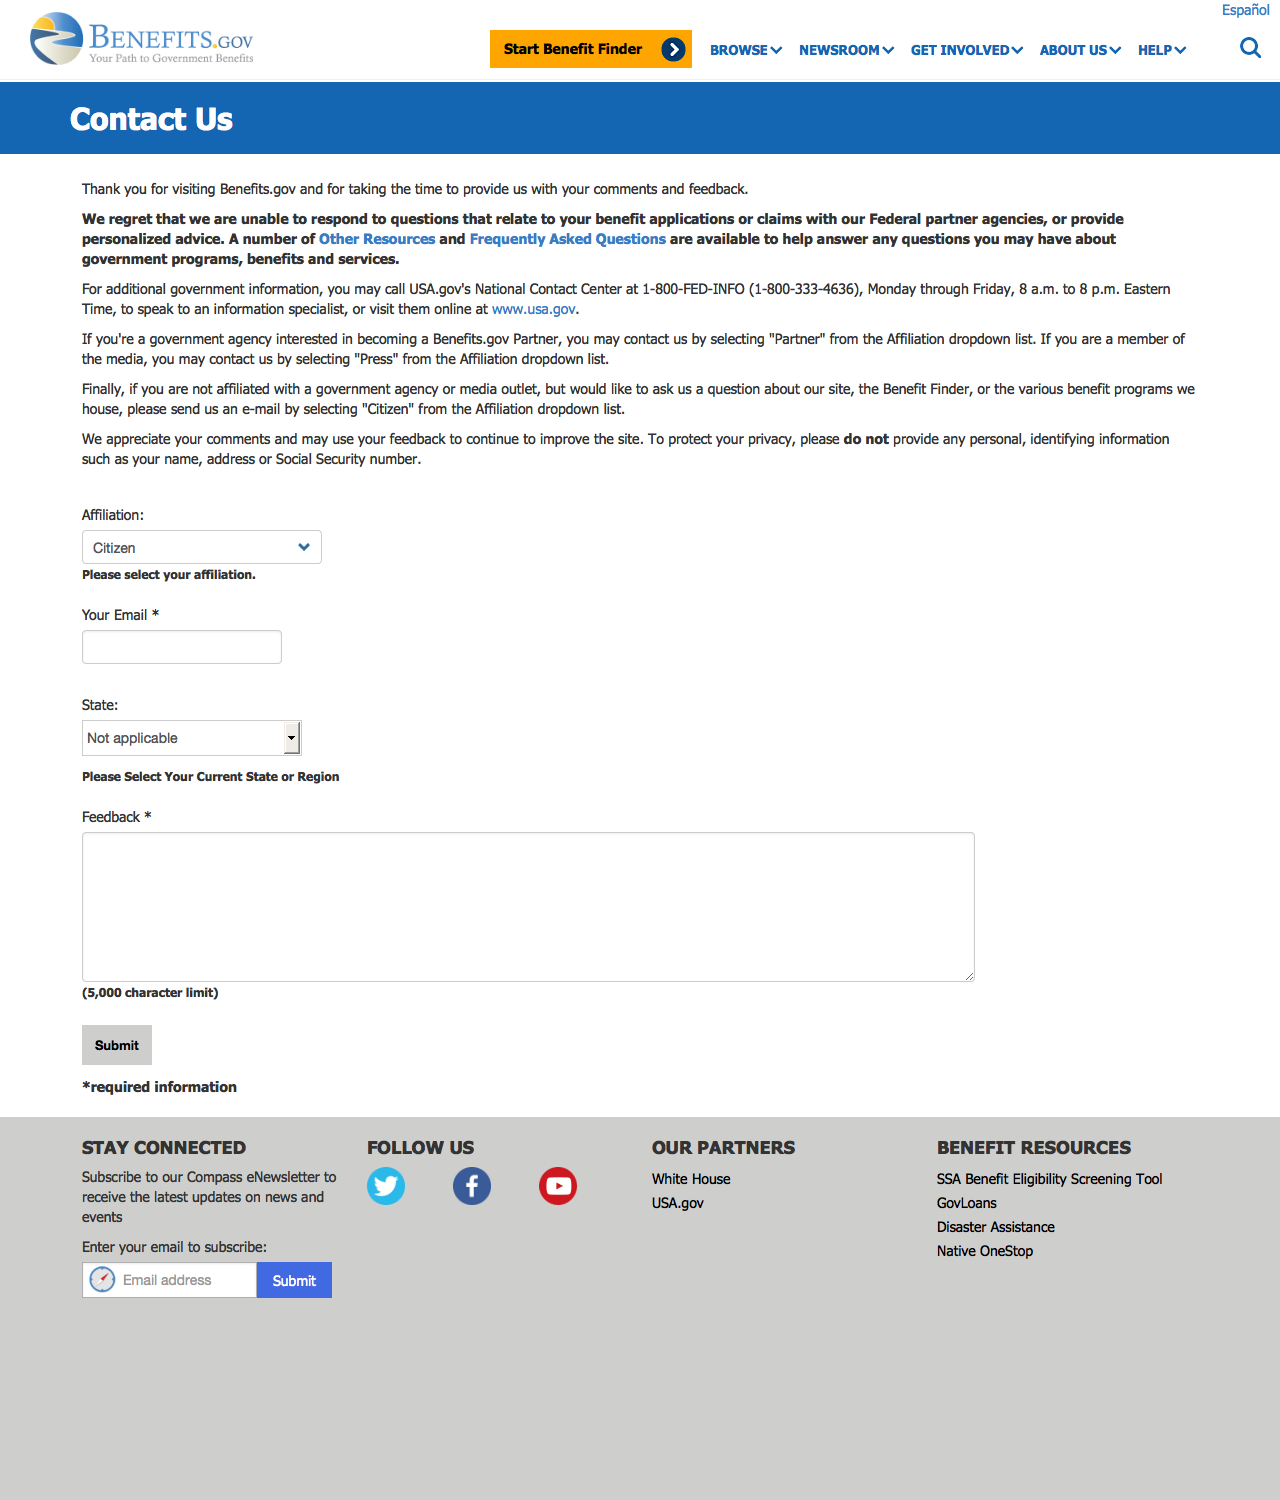 Español
BENEFITS.GOV
Your Path to Government Benefits
Start Benefit Finder
BROWSE NEWSROOM GET INVOLVED ABOUT US HELP
Contact Us
Thank you for visiting Benefits.gov and for taking the time to provide us with your comments and feedback.
We regret that we are unable to respond to questions that relate to your benefit applications or claims with our Federal partner agencies, or provide
personalized advice. A number of Other Resources and Frequently Asked Questions are available to help answer any questions you may have about
government programs, benefits and services.
For additional government information, you may call USA.gov's National Contact Center at 1-800-FED-INFO (1-800-333-4636), Monday through Friday, 8 a.m. to 8 p.m. Eastern
Time, to speak to an information specialist, or visit them online at www.usa.gov.
If you're a government agency interested in becoming a Benefits.gov Partner, you may contact us by selecting "Partner" from the Affiliation dropdown list. If you are a member of
the media, you may contact us by selecting "Press" from the Affiliation dropdown list.
Finally, if you are not affiliated with a government agency or media outlet, but would like to ask us a question about our site, the Benefit Finder, or the various benefit programs we
house, please send us an e-mail by selecting "Citizen" from the Affiliation dropdown list.
We appreciate your comments and may use your feedback to continue to improve the site. To protect your privacy, please do not provide any personal, identifying information
such as your name, address or Social Security number.
Affiliation:
Citizen
Please select your affiliation.
Your Email *
State:
Not applicable
Please Select Your Current State or Region
Feedback *
(5,000 character limit)
Submit
*required information
STAY CONNECTED
Subscribe to our Compass eNewsletter to
receive the latest updates on news and
events
Enter your email to subscribe:
Email address Submit
FOLLOW US
OUR PARTNERS
White House
USA.gov
BENEFIT RESOURCES
SSA Benefit Eligibility Screening Tool
GovLoans
Disaster Assistance
Native OneStop